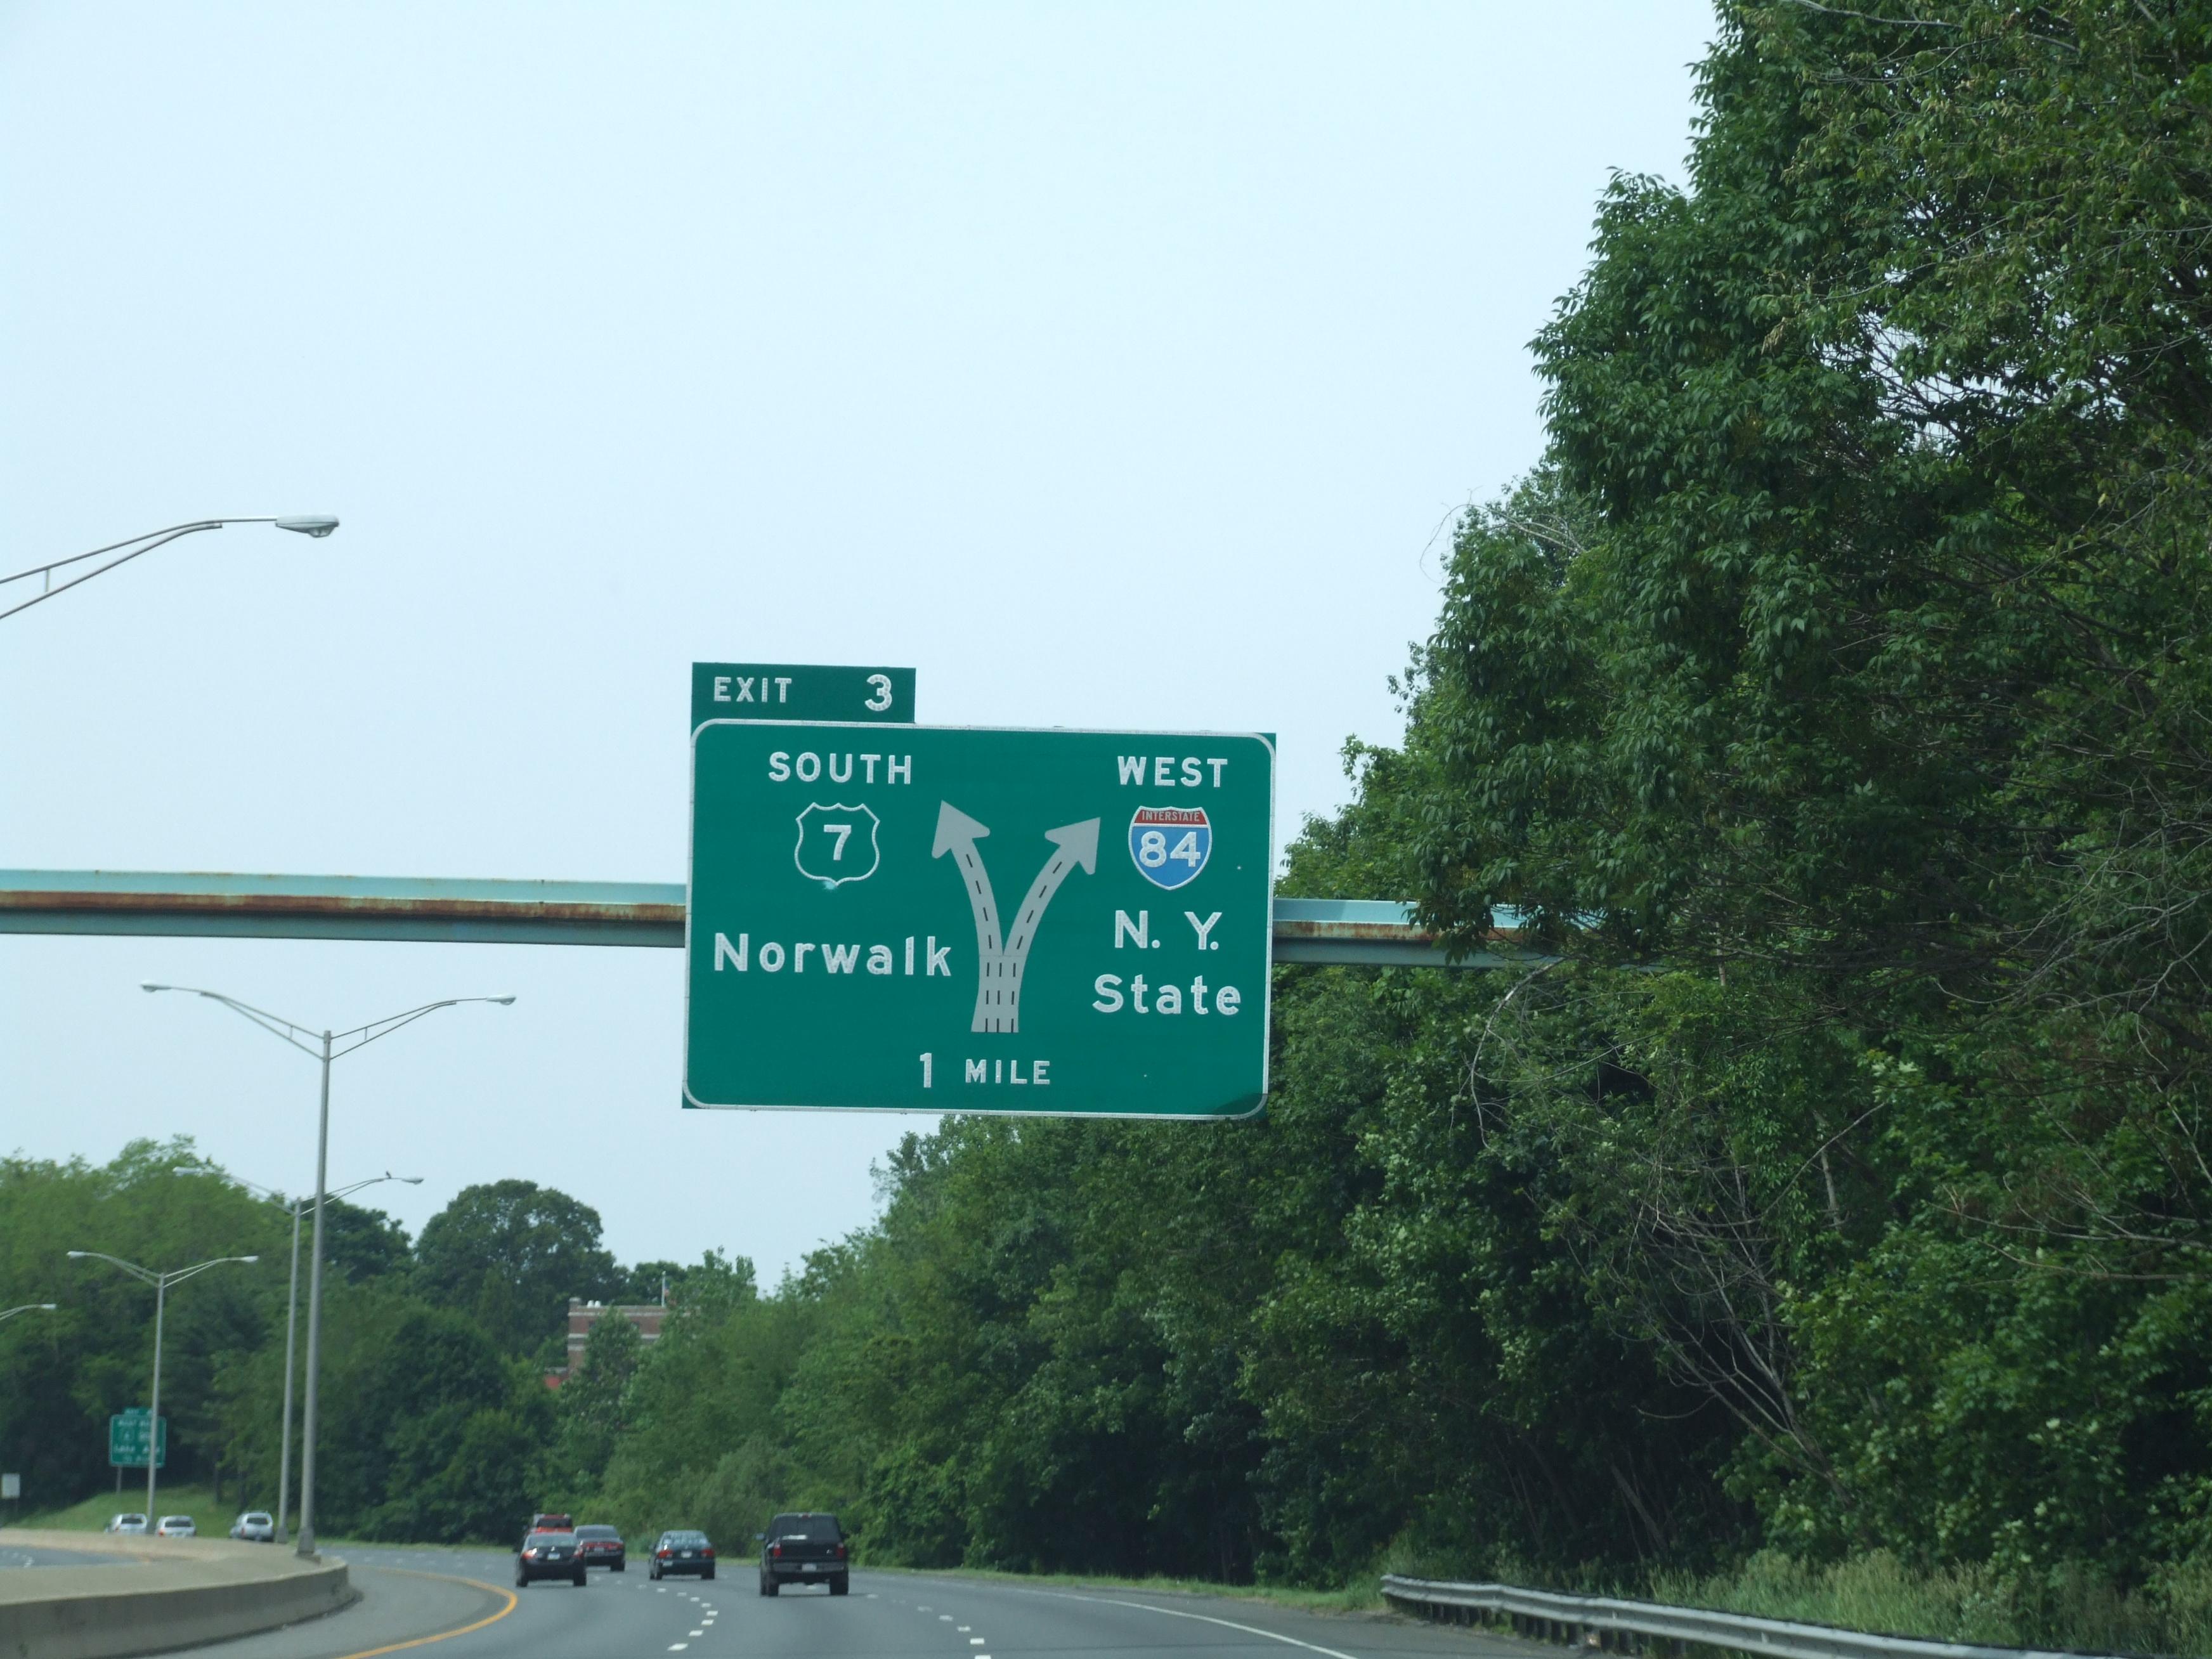 EXIT 3
SOUTH
7
Norwalk
WEST
INTERSTATE
84
N. Y.
State
1 MILE